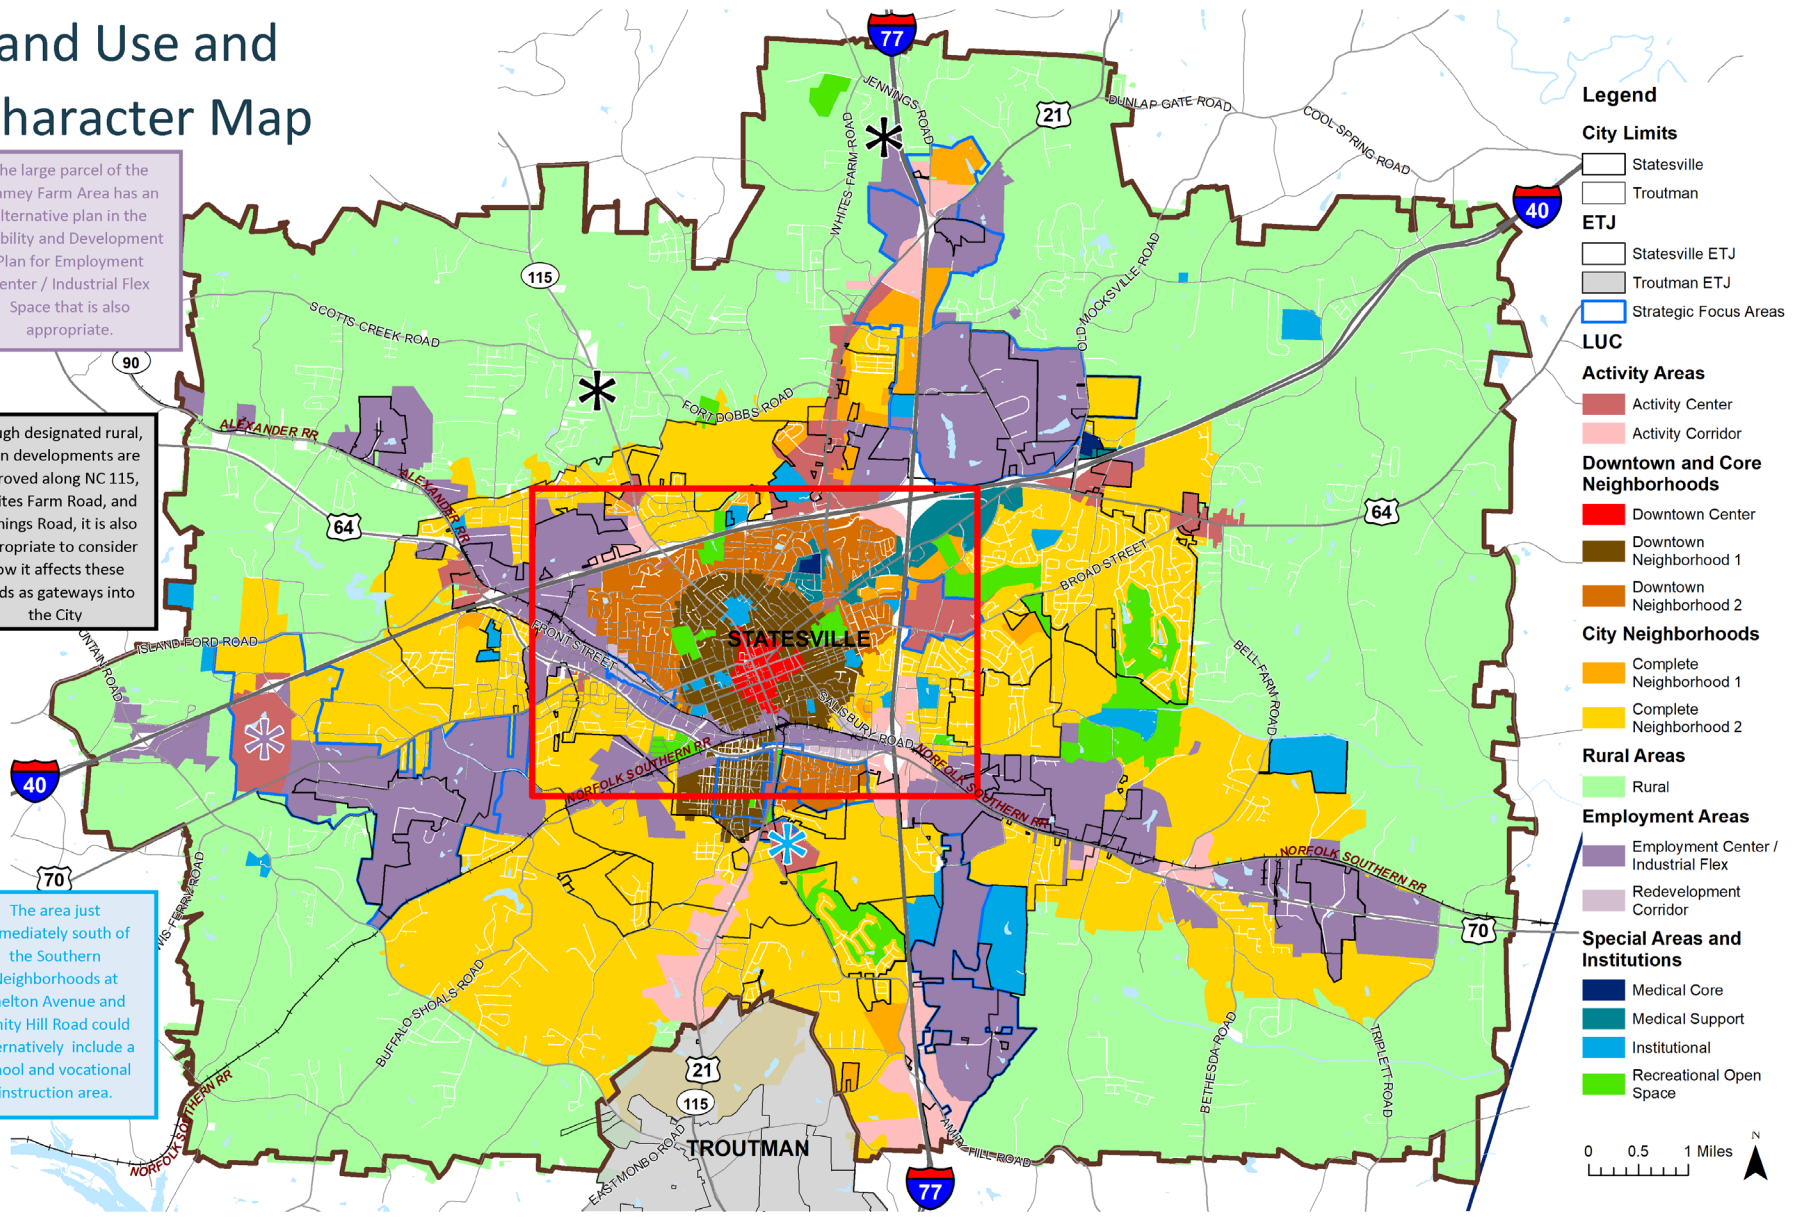 and Use and
haracter Map
he large parcel of the
mey Farm Area has an
lternative plan in the
bility and Development
Plan for Employment
enter / Industrial Flex
Space that is also
appropriate.
ugh designated rural,
n developments are
roved along NC 115,
ites Farm Road, and
nings Road, it is also
ropriate to consider
ow it affects these
ds as gateways into
the City
The area just
mediately south of
the Southern
Neighborhoods at
elton Avenue and
nity Hill Road could
ernatively include a
ool and vocational
instruction area.
77
JENNINGS ROAD
21
DUNLAP GATE ROAD
COOL SPRING ROAD
WHITES FARM ROAD
40
115
OLD MOCKSVILLE ROAD
SCOTTS CREEK ROAD
90
FORT DOBBS ROAD
ALEXANDER RR
ALEXANDER RR
64
64
BROAD STREET
FRONT STREET
STATESVILLE
ISLAND FORD ROAD
UNTAIN ROAD
BELL FARM ROAD
SALISBURY ROAD
NORFOLK SOUTHERN RR
NORFOLK SOUTHERN RR
40
70
NORFOLK SOUTHERN RR
70
WIS FERRY ROAD
BUFFALO SHOALS ROAD
BETHESDA ROAD
TRIPLETT ROAD
21
115
NORFOLK SOUTHERN RR
TROUTMAN
EAST MONBO ROAD
AMITY HILL ROAD
77
Legend
City Limits
Statesville
Troutman
ETJ
Statesville ETJ
Troutman ETJ
Strategic Focus Areas
LUC
Activity Areas
Activity Center
Activity Corridor
Downtown and Core
Neighborhoods
Downtown Center
Downtown
Neighborhood 1
Downtown
Neighborhood 2
City Neighborhoods
Complete
Neighborhood 1
Complete
Neighborhood 2
Rural Areas
Rural
Employment Areas
Employment Center /
Industrial Flex
Redevelopment
Corridor
Special Areas and
Institutions
Medical Core
Medical Support
Institutional
Recreational Open
Space
0 0.5 1 Miles
N